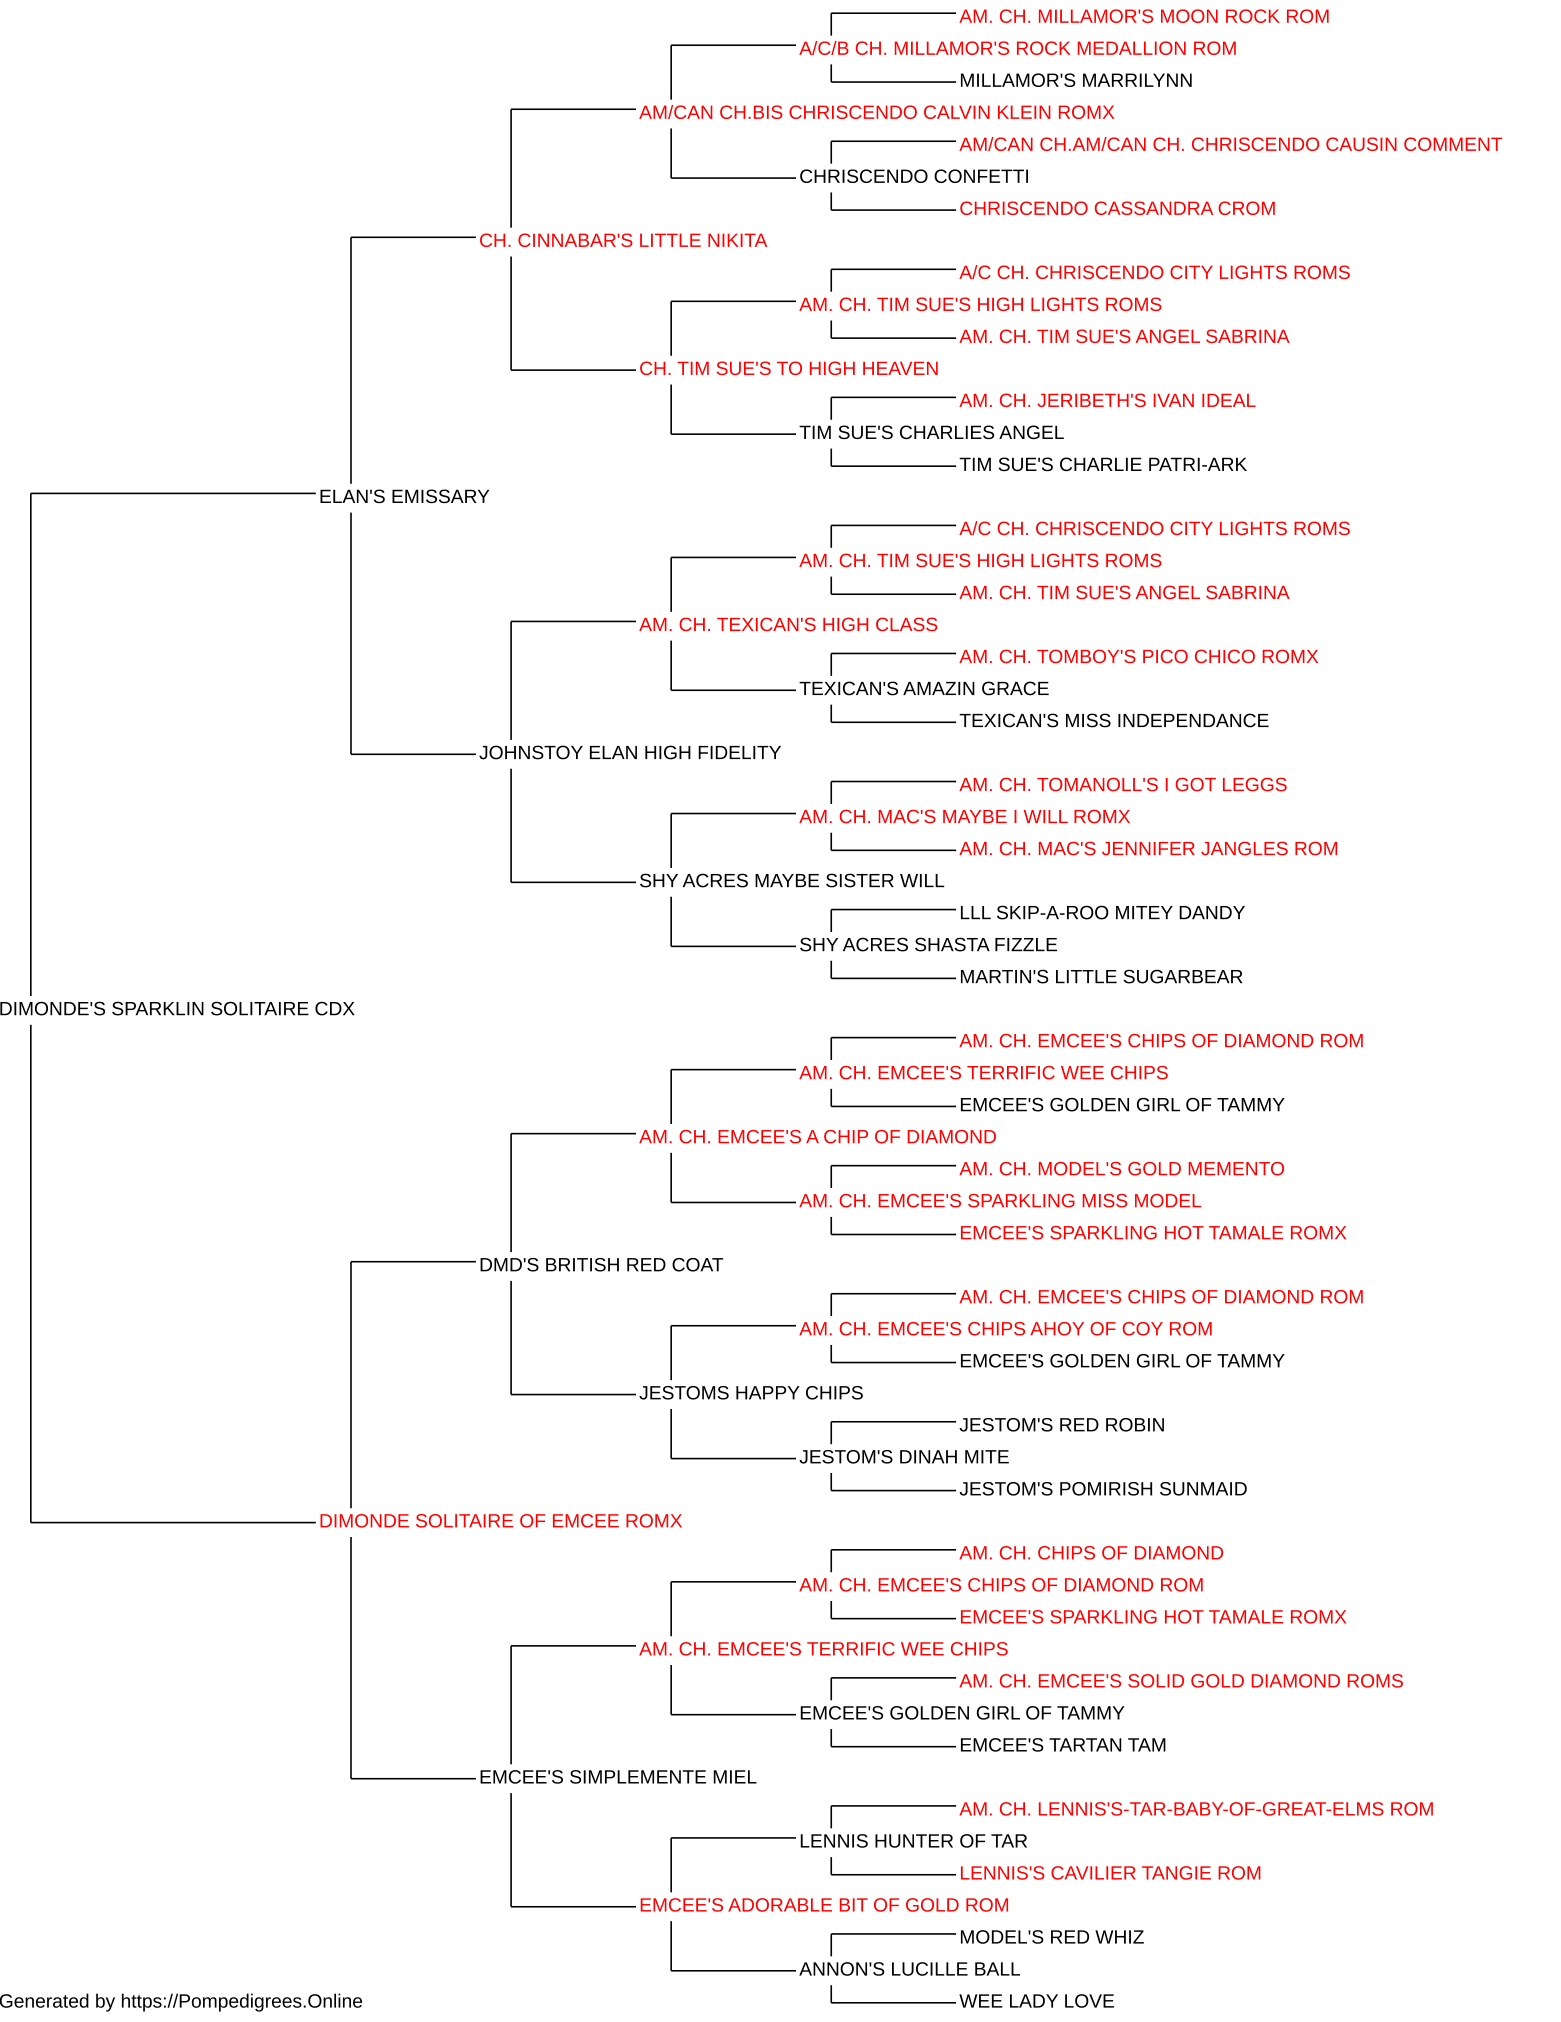 AM. CH. MILLAMOR'S MOON ROCK ROM
A/C/B CH. MILLAMOR'S ROCK MEDALLION ROM
MILLAMOR'S MARRILYNN
AM/CAN CH.BIS CHRISCENDO CALVIN KLEIN ROMX
AM/CAN CH.AM/CAN CH. CHRISCENDO CAUSIN COMMENT
CHRISCENDO CONFETTI
CHRISCENDO CASSANDRA CROM
CH. CINNABAR'S LITTLE NIKITA
A/C CH. CHRISCENDO CITY LIGHTS ROMS
AM. CH. TIM SUE'S HIGH LIGHTS ROMS
AM. CH. TIM SUE'S ANGEL SABRINA
CH. TIM SUE'S TO HIGH HEAVEN
AM. CH. JERIBETH'S IVAN IDEAL
TIM SUE'S CHARLIES ANGEL
TIM SUE'S CHARLIE PATRI-ARK
ELAN'S EMISSARY
A/C CH. CHRISCENDO CITY LIGHTS ROMS
AM. CH. TIM SUE'S HIGH LIGHTS ROMS
AM. CH. TIM SUE'S ANGEL SABRINA
AM. CH. TEXICAN'S HIGH CLASS
AM. CH. TOMBOY'S PICO CHICO ROMX
TEXICAN'S AMAZIN GRACE
TEXICAN'S MISS INDEPENDANCE
JOHNSTOY ELAN HIGH FIDELITY
AM. CH. TOMANOLL'S I GOT LEGGS
AM. CH. MAC'S MAYBE I WILL ROMX
AM. CH. MAC'S JENNIFER JANGLES ROM
SHY ACRES MAYBE SISTER WILL
LLL SKIP-A-ROO MITEY DANDY
SHY ACRES SHASTA FIZZLE
MARTIN'S LITTLE SUGARBEAR
DIMONDE'S SPARKLIN SOLITAIRE CDX
AM. CH. EMCEE'S CHIPS OF DIAMOND ROM
AM. CH. EMCEE'S TERRIFIC WEE CHIPS
EMCEE'S GOLDEN GIRL OF TAMMY
AM. CH. EMCEE'S A CHIP OF DIAMOND
AM. CH. MODEL'S GOLD MEMENTO
AM. CH. EMCEE'S SPARKLING MISS MODEL
EMCEE'S SPARKLING HOT TAMALE ROMX
DMD'S BRITISH RED COAT
AM. CH. EMCEE'S CHIPS OF DIAMOND ROM
AM. CH. EMCEE'S CHIPS AHOY OF COY ROM
EMCEE'S GOLDEN GIRL OF TAMMY
JESTOMS HAPPY CHIPS
JESTOM'S RED ROBIN
JESTOM'S DINAH MITE
JESTOM'S POMIRISH SUNMAID
DIMONDE SOLITAIRE OF EMCEE ROMX
AM. CH. CHIPS OF DIAMOND
AM. CH. EMCEE'S CHIPS OF DIAMOND ROM
EMCEE'S SPARKLING HOT TAMALE ROMX
AM. CH. EMCEE'S TERRIFIC WEE CHIPS
AM. CH. EMCEE'S SOLID GOLD DIAMOND ROMS
EMCEE'S GOLDEN GIRL OF TAMMY
EMCEE'S TARTAN TAM
EMCEE'S SIMPLEMENTE MIEL
AM. CH. LENNIS'S-TAR-BABY-OF-GREAT-ELMS ROM
LENNIS HUNTER OF TAR
LENNIS'S CAVILIER TANGIE ROM
EMCEE'S ADORABLE BIT OF GOLD ROM
MODEL'S RED WHIZ
ANNON'S LUCILLE BALL
WEE LADY LOVE
Generated by https://Pompedigrees.Online